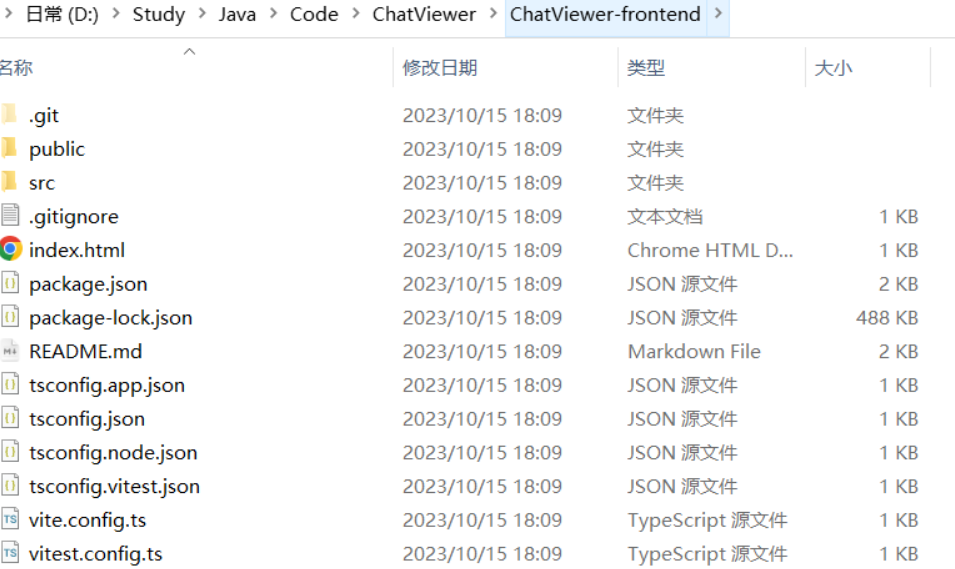 日常 (D:) > Study > Java > Code > ChatViewer > ChatViewer-frontend >
名称 修改日期 类型 大小
.git 2023/10/15 18:09 文件夹
public 2023/10/15 18:09 文件夹
src 2023/10/15 18:09 文件夹
.gitignore 2023/10/15 18:09 文本文档 1 KB
index.html 2023/10/15 18:09 Chrome HTML D... 1 KB
package.json 2023/10/15 18:09 JSON 源文件 2 KB
package-lock.json 2023/10/15 18:09 JSON 源文件 488 KB
README.md 2023/10/15 18:09 Markdown File 2 KB
tsconfig.app.json 2023/10/15 18:09 JSON 源文件 1 KB
tsconfig.json 2023/10/15 18:09 JSON 源文件 1 KB
tsconfig.node.json 2023/10/15 18:09 JSON 源文件 1 KB
tsconfig.vitest.json 2023/10/15 18:09 JSON 源文件 1 KB
vite.config.ts 2023/10/15 18:09 TypeScript 源文件 1 KB
vitest.config.ts 2023/10/15 18:09 TypeScript 源文件 1 KB